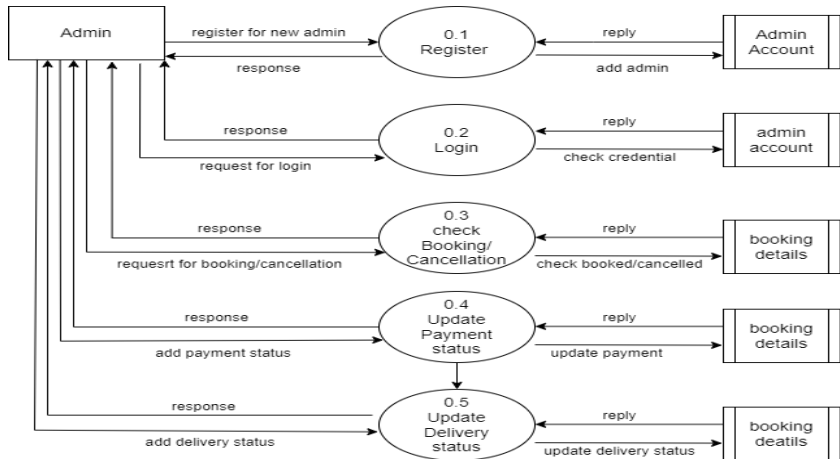 Admin
register for new admin
response
0.1
Register
reply
add admin
Admin
Account
response
request for login
0.2
Login
reply
check credential
admin
account
response
requesrt for booking/cancellation
0.3
check
Booking/
Cancellation
reply
check booked/cancelled
booking
details
response
add payment status
0.4
Update
Payment
status
reply
update payment
booking
details
response
add delivery status
0.5
Update
Delivery
status
reply
update delivery status
booking
deatils